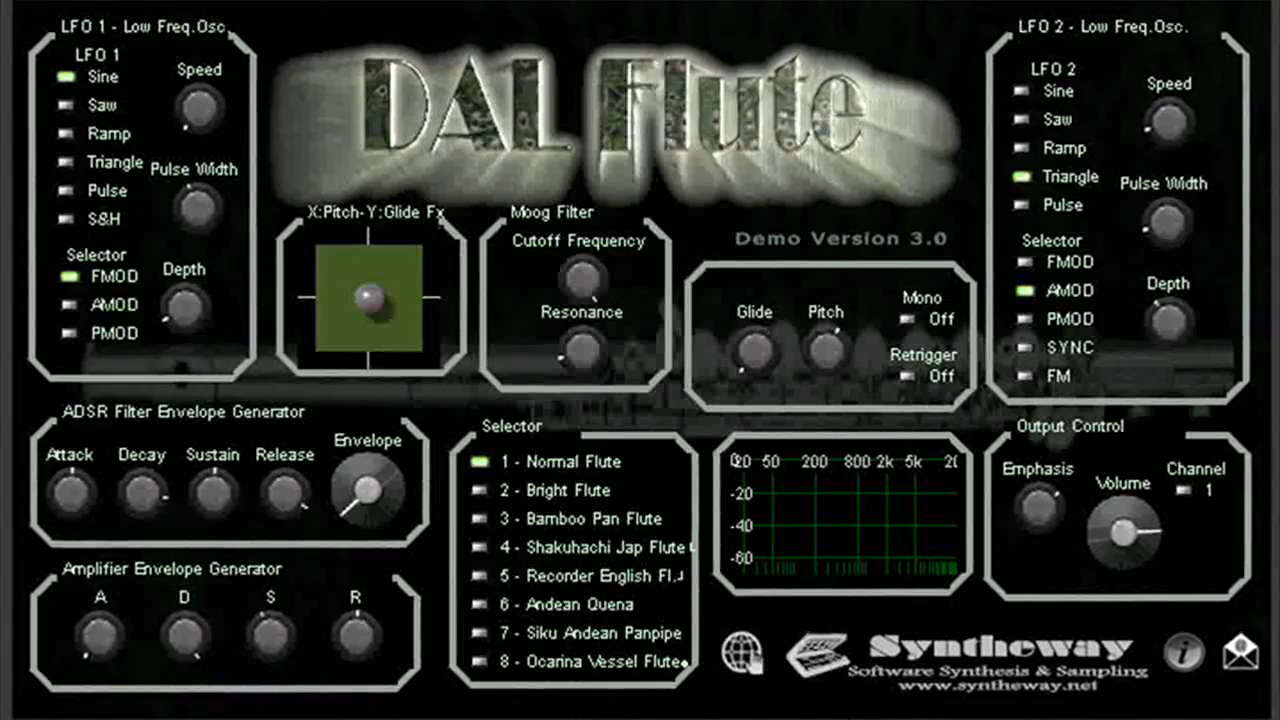 LFO 1 - Low Freq.Osc.
LFO 1
Sine
Saw
Ramp
Triangle
Pulse
S&H
Speed
Pulse Width
Selector
FMOD
AMOD
PMOD
Depth
DAL Flute
X:Pitch-Y:Glide Fx
Moog Filter
Cutoff Frequency
Resonance
Demo Version 3.0
Glide
Pitch
Mono
Off
Retrigger
Off
LFO 2 - Low Freq.Osc.
LFO 2
Sine
Saw
Ramp
Triangle
Pulse
Speed
Pulse Width
Selector
FMOD
AMOD
PMOD
SYNC
FM
Depth
ADSR Filter Envelope Generator
Attack Decay Sustain Release Envelope
Amplifier Envelope Generator
A D S R
Selector
1 - Normal Flute
2 - Bright Flute
3 - Bamboo Pan Flute
4 - Shakuhachi Jap Flute
5 - Recorder English Fl.
6 - Andean Quena
7 - Siku Andean Panpipe
8 - Ocarina Vessel Flute
20 50 200 800 2k 5k
-20
-40
-60
Output Control
Emphasis
Volume
Channel
1
Syntheway
Software Synthesis & Sampling
www.syntheway.net